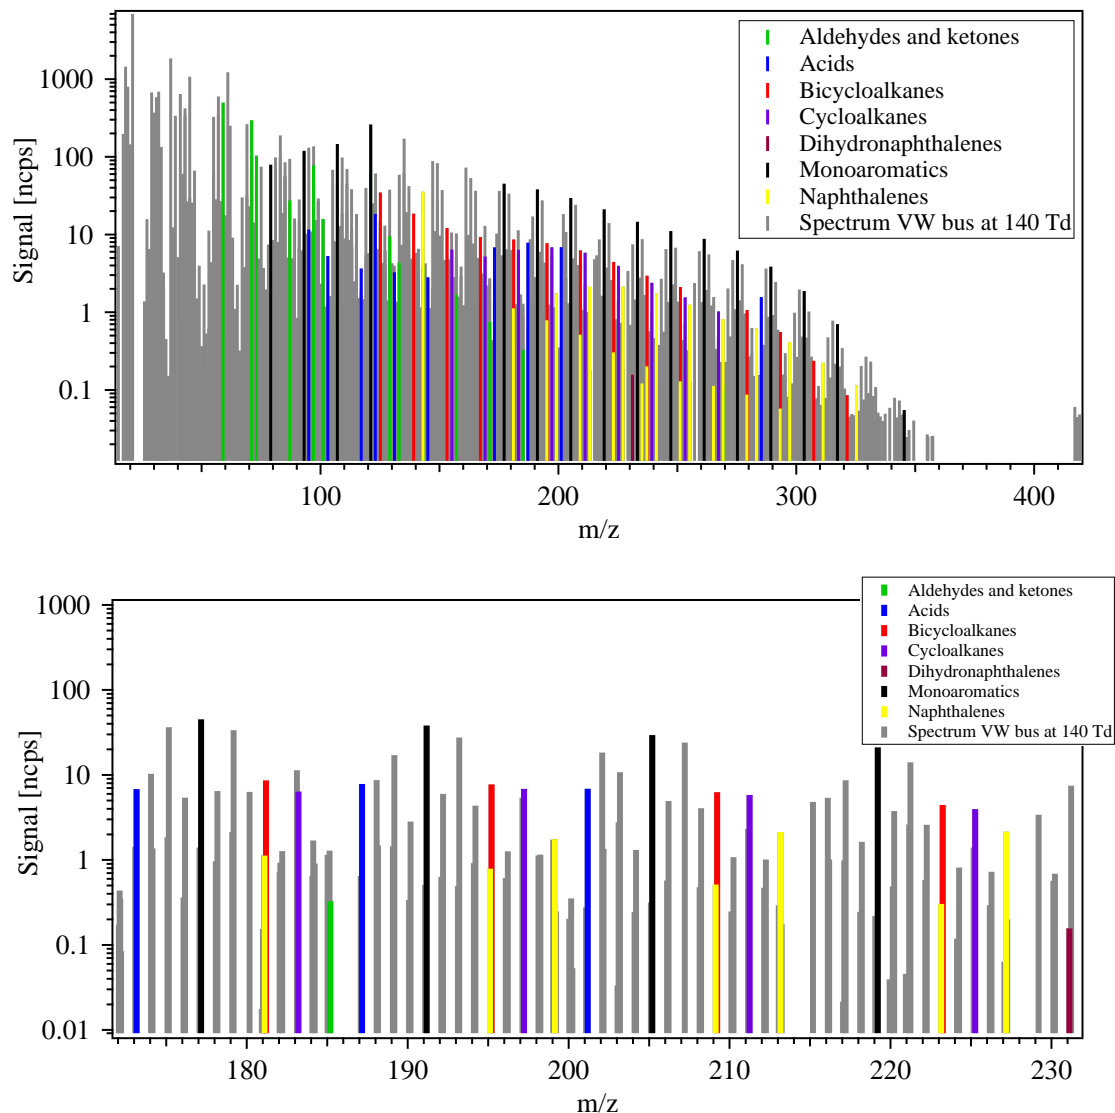 Aldehydes and ketones
Acids
Bicycloalkanes
Cycloalkanes
Dihydronaphthalenes
Monoaromatics
Naphthalenes
Spectrum VW bus at 140 Td
Signal [ncps]
1000
100
10
1
0.1
100
200
300
400
m/z
Aldehydes and ketones
Acids
Bicycloalkanes
Cycloalkanes
Dihydronaphthalenes
Monoaromatics
Naphthalenes
Spectrum VW bus at 140 Td
Signal [ncps]
1000
100
10
1
0.1
0.01
180
190
200
210
220
230
m/z